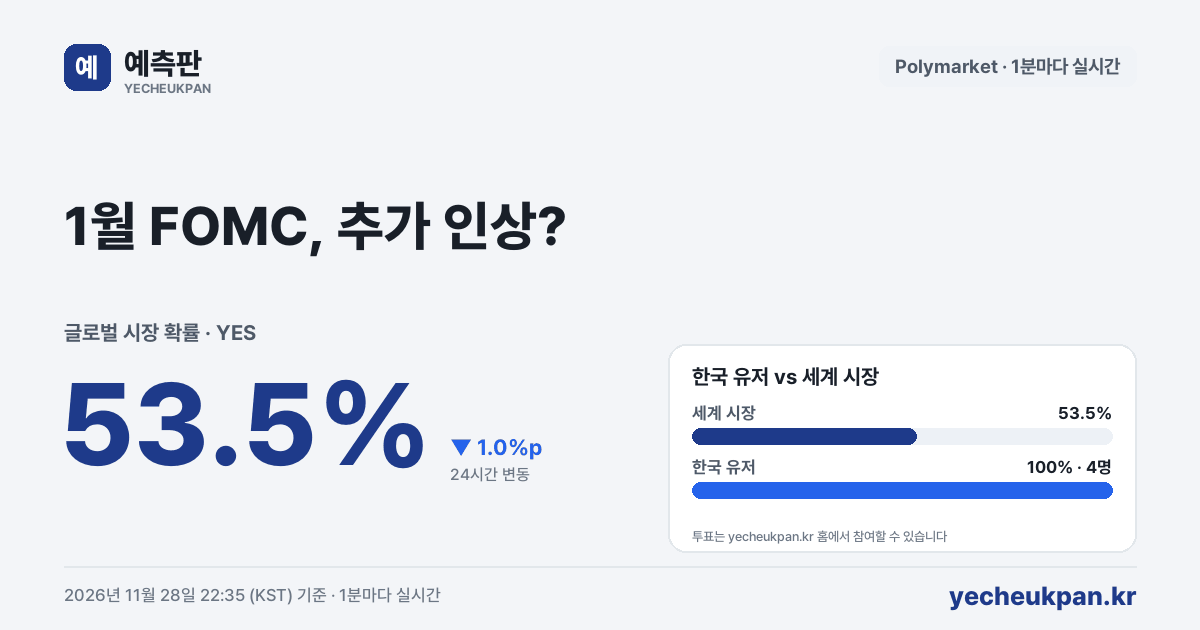 예
예측판
YECHEUKPAN
Polymarket · 1분마다 실시간
1월 FOMC, 추가 인상?
글로벌 시장 확률 · YES
53.5%
▼ 1.0%p
24시간 변동
한국 유저 vs 세계 시장
세계 시장 53.5%
한국 유저 100% · 4명
투표는 yecheukpan.kr 홈에서 참여할 수 있습니다
2026년 11월 28일 22:35 (KST) 기준 · 1분마다 실시간
yecheukpan.kr